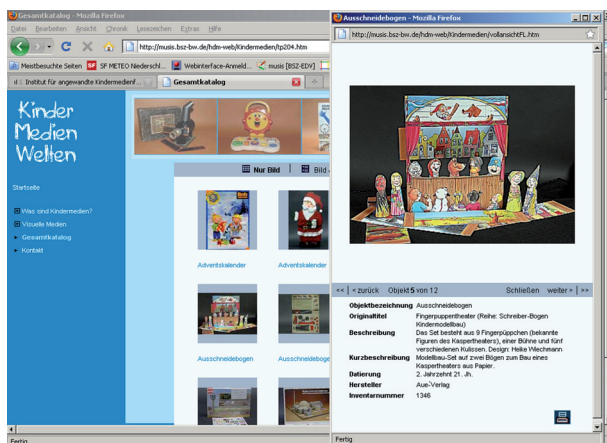 Gesamtkatalog - Mozilla Firefox
Datei Bearbeiten Ansicht Chronik Lesezeichen Extras Hilfe
http://musis.bsz-bw.de/hdm-web/Kindermedien/tp204.htm
Meistbesuchte Seiten SF METEO Niederschl... Webinterface-Anmeld... musis [BSZ-EDV]
Institut für angewandte Kindermedienf...
Gesamtkatalog
Kinder
Medien
Welten
Startseite
Was sind Kindermedien?
Visuelle Medien
Gesamtkatalog
Kontakt
Nur Bild
Bild
Adventskalender
Adventskalender
Ausschneidebogen
Ausschneidebogen
Fertig
Ausschneidebogen - Mozilla Firefox
http://musis.bsz-bw.de/hdm-web/Kindermedien/vollansichtFL.htm
<< | < zurück Objekt 5 von 12 Schließen weiter > | >>
Objektbezeichnung Ausschneidebogen
Originaltitel Fingerpuppentheater (Reihe: Schreiber-Bogen
Kindermodellbau)
Beschreibung Das Set besteht aus 9 Fingerpüppchen (bekannte
Figuren des Kaspertheaters), einer Bühne und fünf
verschiedenen Kulissen. Design: Heike Wiechmann
Kurzbeschreibung Modellbau-Set auf zwei Bögen zum Bau eines
Kaspertheaters aus Papier.
Datierung 2. Jahrzehnt 21. Jh.
Hersteller Aue-Verlag
Inventarnummer 1346
Fertig